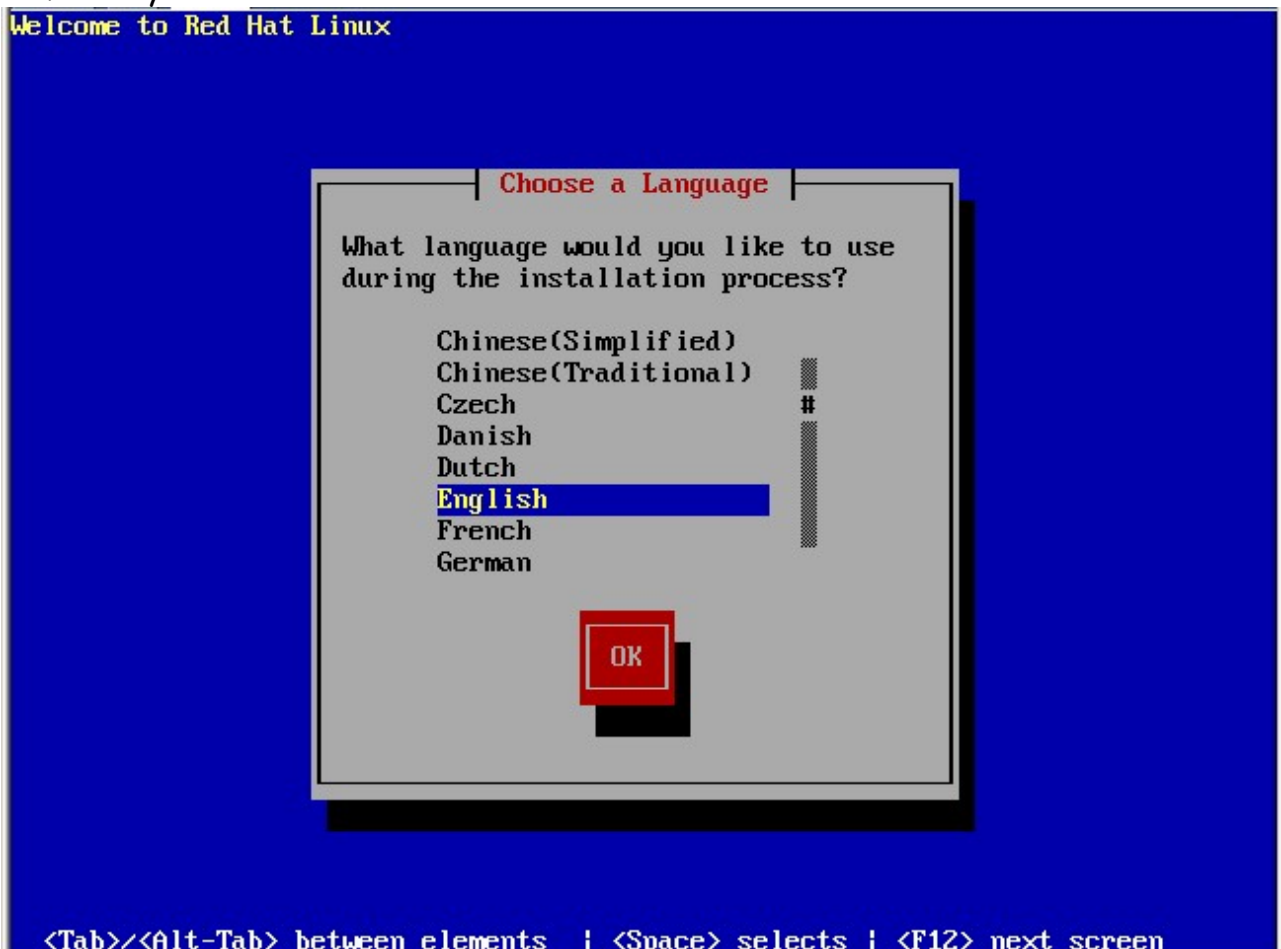 Welcome to Red Hat Linux
Choose a Language
What language would you like to use
during the installation process?
Chinese(Simplified)
Chinese(Traditional)
Czech
#
Danish
Dutch
English
French
German
OK
<Tab>/<Alt-Tab> between elements | <Space> selects | <F12> next screen